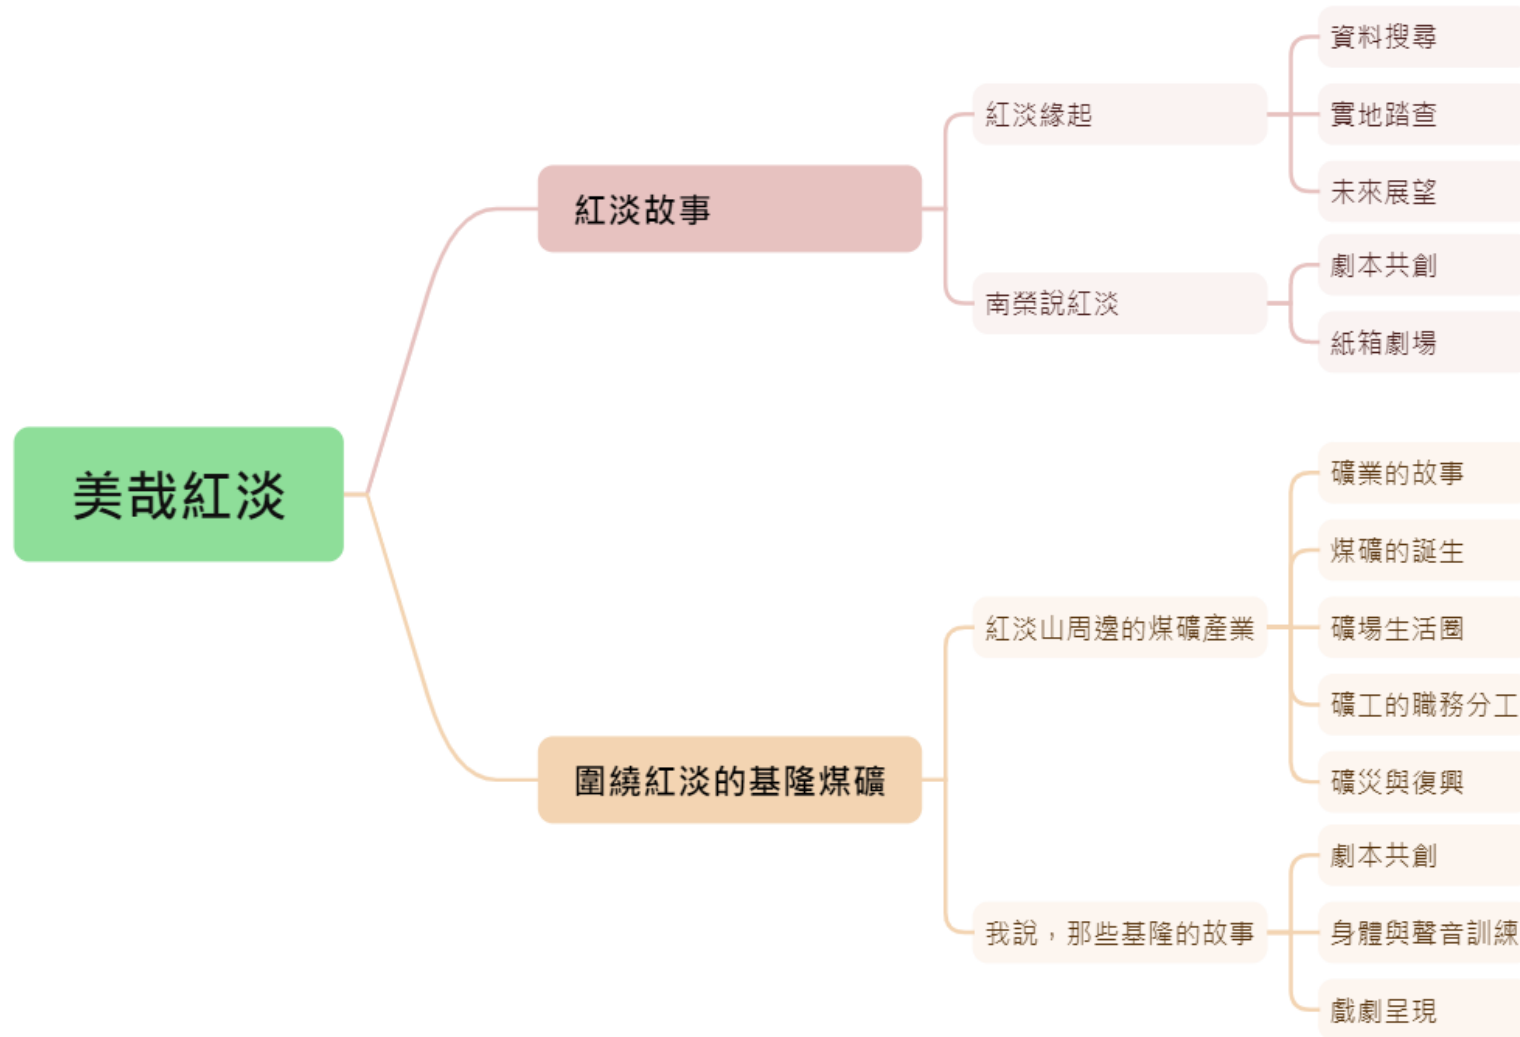 美哉紅淡
紅淡故事
紅淡緣起
資料搜尋
實地踏查
未來展望
南榮說紅淡
劇本共創
紙箱劇場
圍繞紅淡的基隆煤礦
紅淡山周邊的煤礦產業
礦業的故事
煤礦的誕生
礦場生活圈
礦工的職務分工
礦災與復興
我說，那些基隆的故事
劇本共創
身體與聲音訓練
戲劇呈現